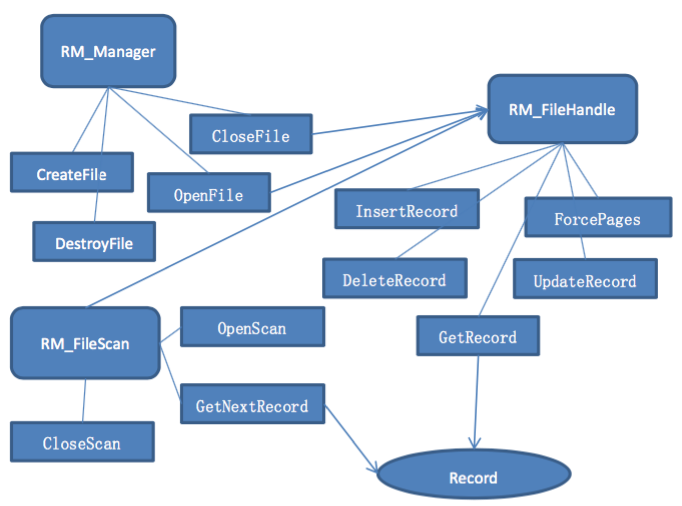 RM_Manager
RM_FileHandle
CloseFile
CreateFile
OpenFile
InsertRecord
ForcePages
DestroyFile
DeleteRecord
UpdateRecord
OpenScan
GetRecord
RM_FileScan
GetNextRecord
CloseScan
Record